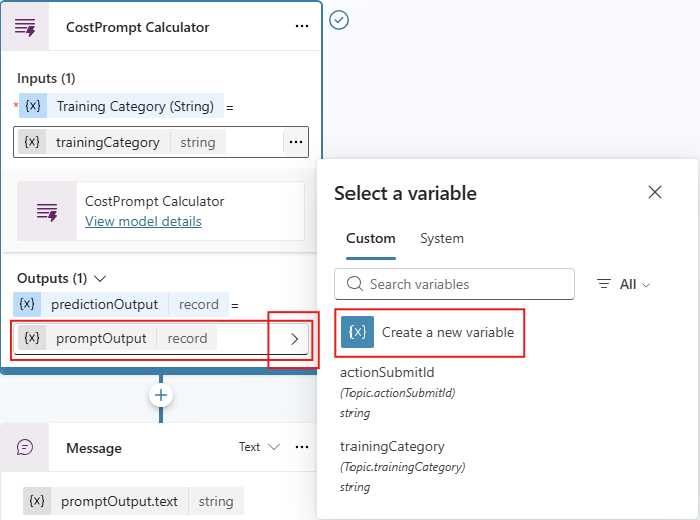 CostPrompt Calculator
...
Inputs (1)
* {x} Training Category (String) =
{x} trainingCategory string ...
CostPrompt Calculator
View model details
Outputs (1)
{x} predictionOutput record =
{x} promptOutput record
Message Text ...
{x} promptOutput.text string
Select a variable
Custom System
Search variables All
{x} Create a new variable
actionSubmitId
(Topic.actionSubmitId)
string
trainingCategory
(Topic.trainingCategory)
string